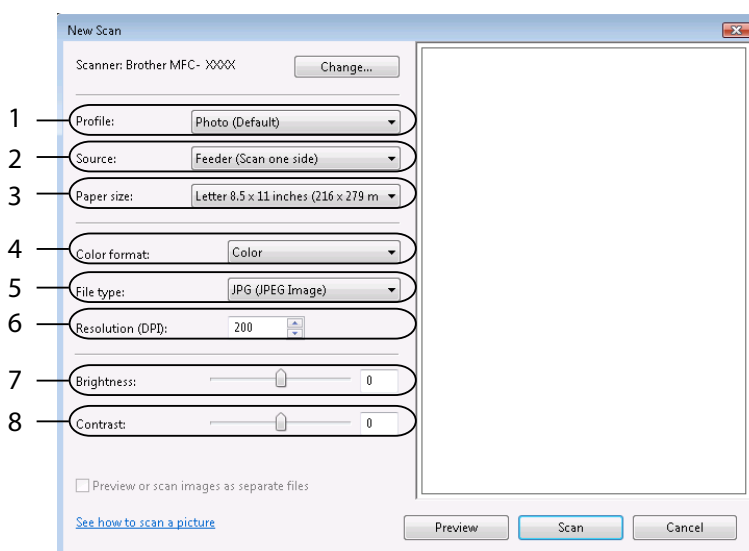 New Scan
Scanner: Brother MFC- XXXX
Change...
1 Profile: Photo (Default)
2 Source: Feeder (Scan one side)
3 Paper size: Letter 8.5 x 11 inches (216 x 279 m
4 Color format: Color
5 File type: JPG (JPEG Image)
6 Resolution (DPI): 200
7 Brightness: 0
8 Contrast: 0
Preview or scan images as separate files
See how to scan a picture
Preview Scan Cancel